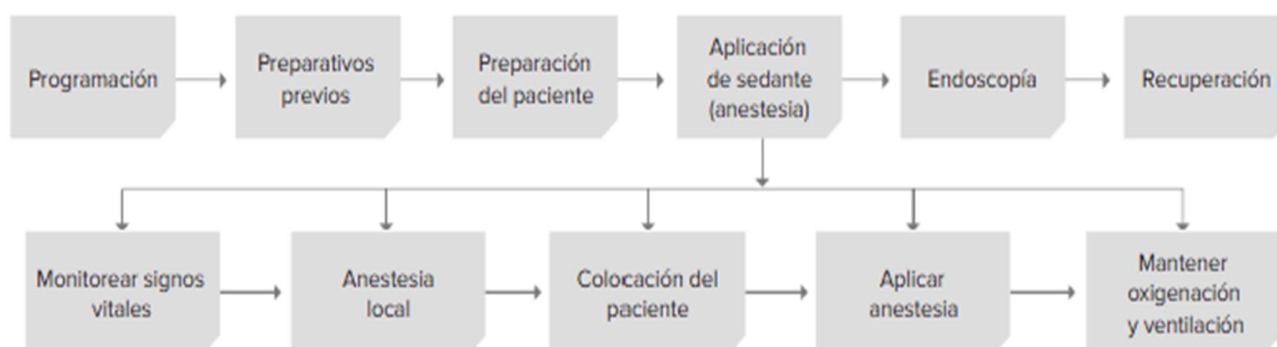 Programación
Preparativos
previos
Preparación
del paciente
Aplicación
de sedante
(anestesia)
Endoscopía
Recuperación
Monitorear signos
vitales
Anestesia
local
Colocación del
paciente
Aplicar
anestesia
Mantener
oxigenación
y ventilación